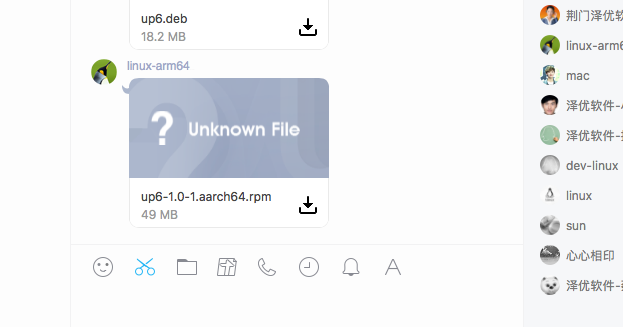 up6.deb
18.2 MB
linux-arm64
? Unknown File
up6-1.0-1.aarch64.rpm
49 MB
荆门泽优软
linux-arm6
mac
泽优软件-
泽优软件-
dev-linux
linux
sun
心心相印
泽优软件-